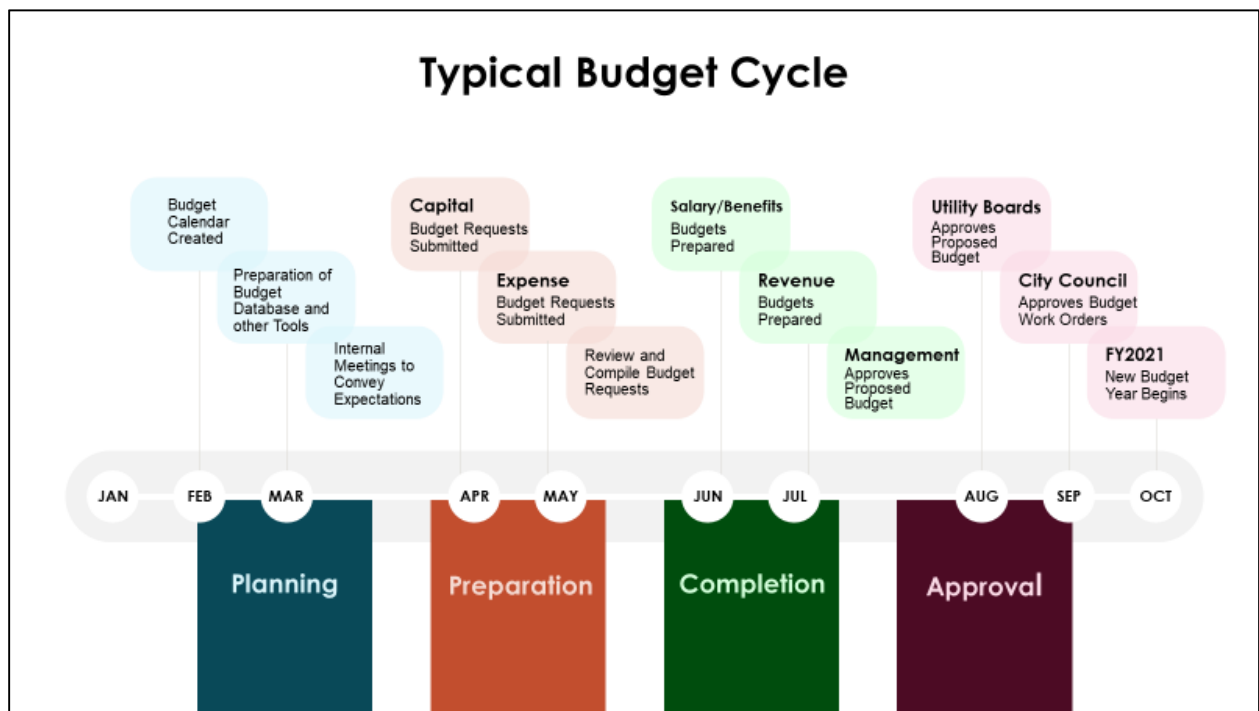 Typical Budget Cycle
Budget
Calendar
Created
Preparation of
Budget
Database and
other Tools
Internal
Meetings to
Convey
Expectations
Capital
Budget Requests
Submitted
Expense
Budget Requests
Submitted
Review and
Compile Budget
Requests
Salary/Benefits
Budgets
Prepared
Revenue
Budgets
Prepared
Management
Approves
Proposed
Budget
Utility Boards
Approves
Proposed
Budget
City Council
Approves Budget
Work Orders
FY2021
New Budget
Year Begins
JAN FEB MAR APR MAY JUN JUL AUG SEP OCT
Planning Preparation Completion Approval